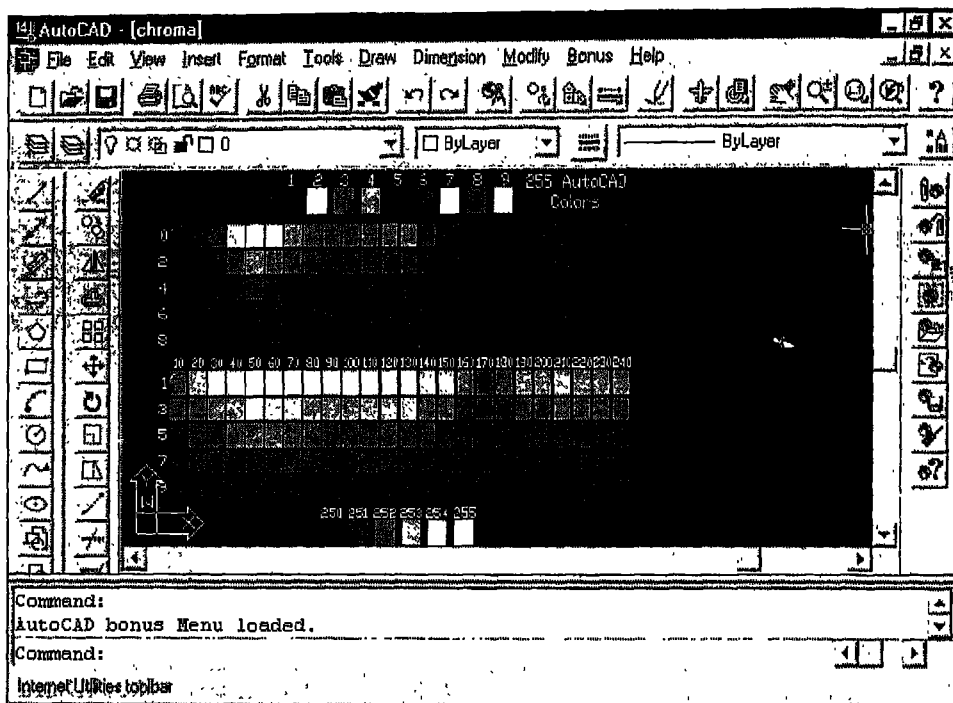 AutoCAD - [chroma]
File Edit View Insert Format Tools Draw Dimension Modify Bonus Help
0 ByLayer ByLayer
1 2 3 4 5 6 7 8 9 255 AutoCAD
Colors
0
2
4
6
8
10 20 30 40 50 60 70 80 90 100 110 120 130 140 150 160 170 180 190 200 210 220 230 240
1
3
5
7
9
W
250 251 252 253 254 255
Command:
AutoCAD bonus Menu loaded.
Command:
Internet Utilities toolbar